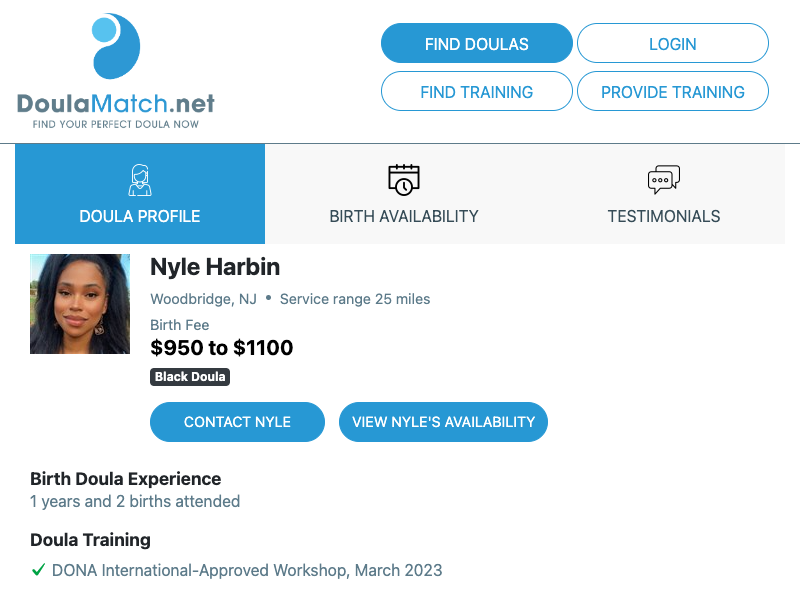 DoulaMatch.net
FIND YOUR PERFECT DOULA NOW
FIND DOULAS
LOGIN
FIND TRAINING
PROVIDE TRAINING
DOULA PROFILE
BIRTH AVAILABILITY
TESTIMONIALS
Nyle Harbin
Woodbridge, NJ • Service range 25 miles
Birth Fee
$950 to $1100
Black Doula
CONTACT NYLE
VIEW NYLE'S AVAILABILITY
Birth Doula Experience
1 years and 2 births attended
Doula Training
DONA International-Approved Workshop, March 2023